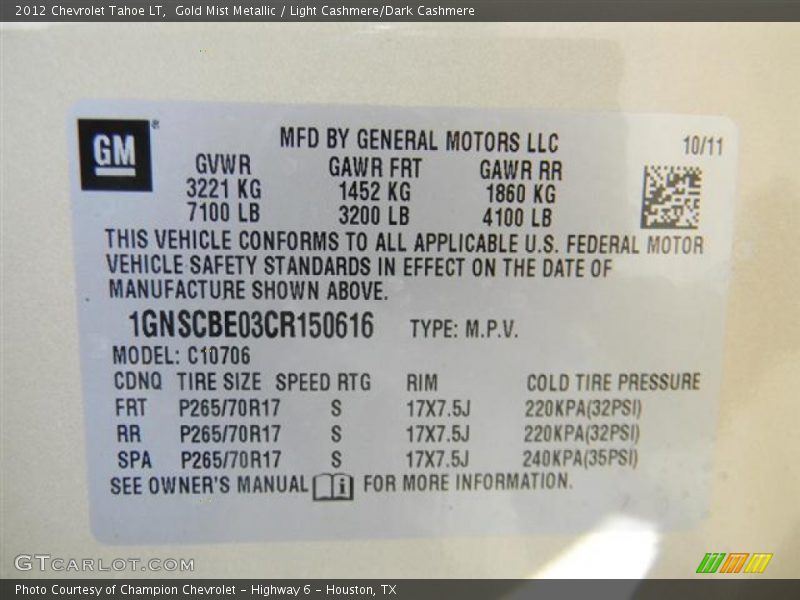 2012 Chevrolet Tahoe LT,  Gold Mist Metallic / Light Cashmere/Dark Cashmere
GM®
MFD BY GENERAL MOTORS LLC
10/11
GVWR GAWR FRT GAWR RR
3221 KG 1452 KG 1860 KG
7100 LB 3200 LB 4100 LB
THIS VEHICLE CONFORMS TO ALL APPLICABLE U.S. FEDERAL MOTOR
VEHICLE SAFETY STANDARDS IN EFFECT ON THE DATE OF
MANUFACTURE SHOWN ABOVE.
1GNSCBE03CR150616 TYPE: M.P.V.
MODEL: C10706
CDNQ TIRE SIZE SPEED RTG RIM COLD TIRE PRESSURE
FRT P265/70R17 S 17X7.5J 220KPA(32PSI)
RR P265/70R17 S 17X7.5J 220KPA(32PSI)
SPA P265/70R17 S 17X7.5J 240KPA(35PSI)
SEE OWNER'S MANUAL i FOR MORE INFORMATION.
GTCARLOT.COM
Photo Courtesy of Champion Chevrolet - Highway 6 - Houston, TX